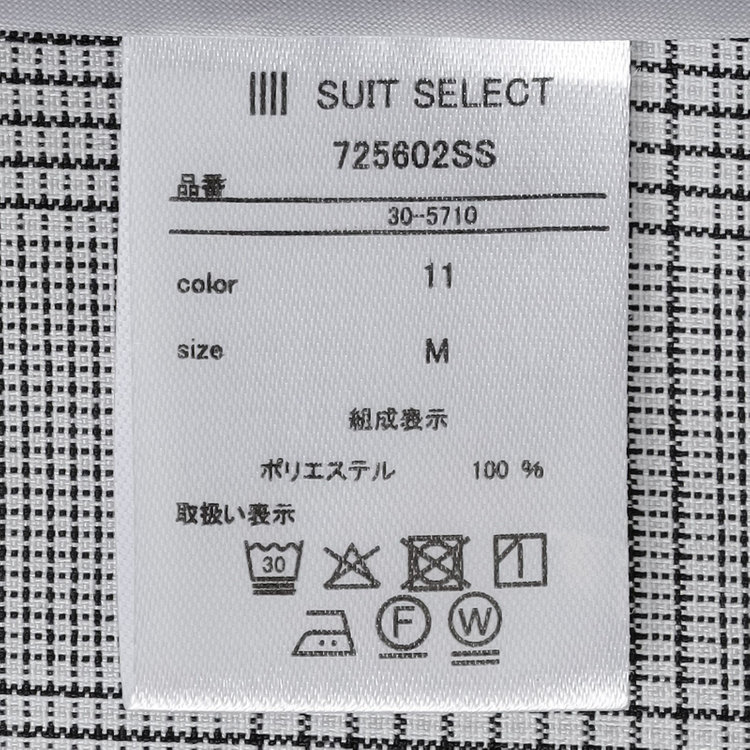 SUIT SELECT
725602SS
品番
30-5710
color 11
size M
組成表示
ポリエステル 100 %
取扱い表示
30
F W